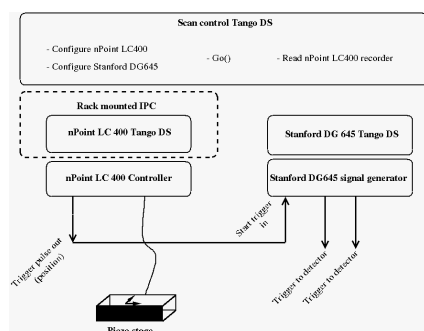 Scan control Tango DS
- Configure nPoint LC400
- Configure Stanford DG645
- Go()
- Read nPoint LC400 recorder
Rack mounted IPC
nPoint LC 400 Tango DS
Stanford DG 645 Tango DS
nPoint LC 400 Controller
Stanford DG645 signal generator
Trigger pulse out
(position)
Start trigger
in
Trigger to detector
Trigger to detector
Piezo stage